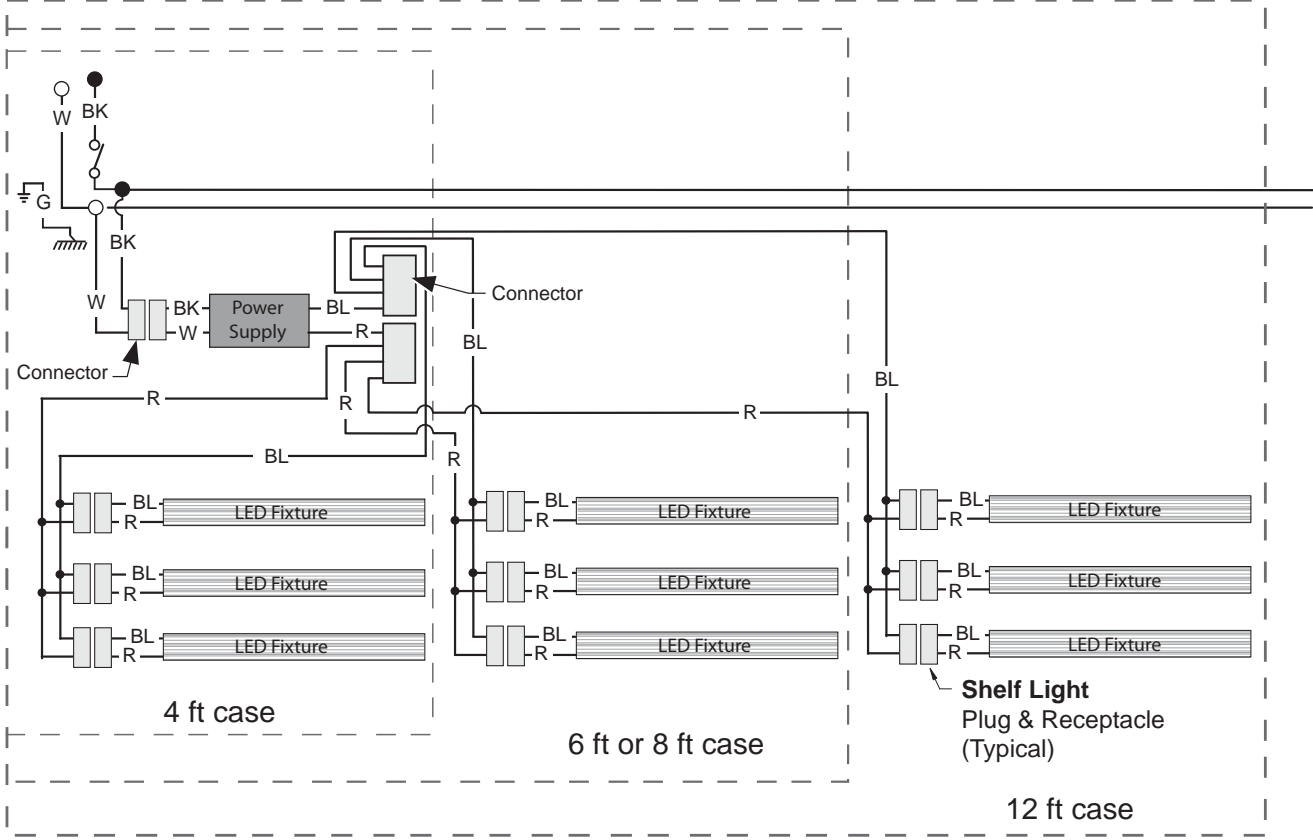 W
BK
G
BK
W
BK
W
Power
Supply
BL
R
Connector
Connector
R
BL
R
R
BL
R
BL
BL
R
LED Fixture
BL
R
LED Fixture
BL
R
LED Fixture
BL
R
LED Fixture
BL
R
LED Fixture
BL
R
LED Fixture
BL
R
LED Fixture
BL
R
LED Fixture
BL
R
LED Fixture
4 ft case
6 ft or 8 ft case
Shelf Light
Plug & Receptacle
(Typical)
12 ft case